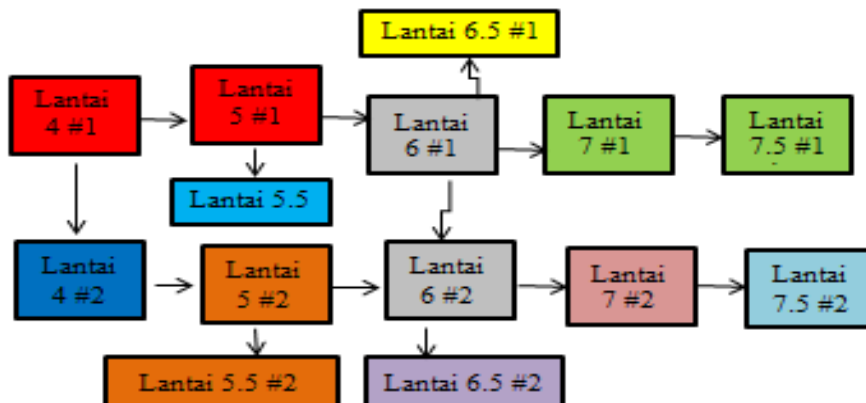 Lantai 6.5 #1
Lantai
4 #1
Lantai
5 #1
Lantai
6 #1
Lantai
7 #1
Lantai
7.5 #1
Lantai 5.5
Lantai
4 #2
Lantai
5 #2
Lantai
6 #2
Lantai
7 #2
Lantai
7.5 #2
Lantai 5.5 #2
Lantai 6.5 #2